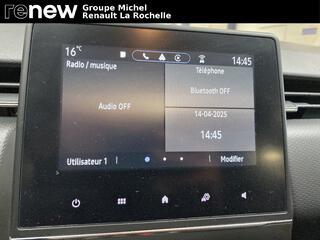 renew Groupe Michel
Renault La Rochelle
16°C 14:45
Radio / musique
Téléphone
Audio OFF
Bluetooth OFF
14-04-2025
14:45
Utilisateur 1
Modifier